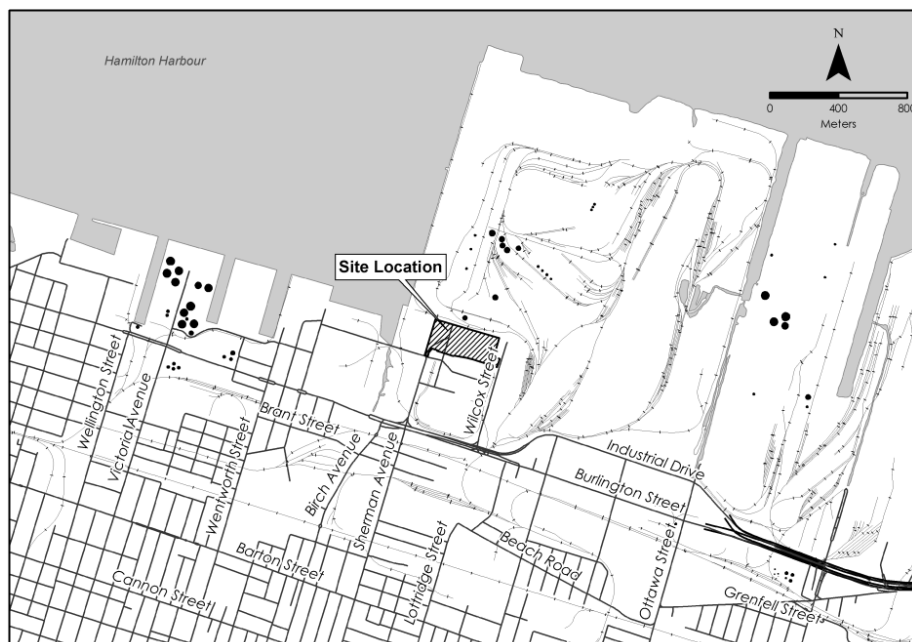 Hamilton Harbour
N
0 400 800
Meters
Site Location
Wellington Street
Victoria Avenue
Wentworth Street
Brant Street
Birch Avenue
Sherman Avenue
Wilcox Street
Industrial Drive
Burlington Street
Lottridge Street
Beach Road
Ottawa Street
Barton Street
Cannon Street
Grenfell Street